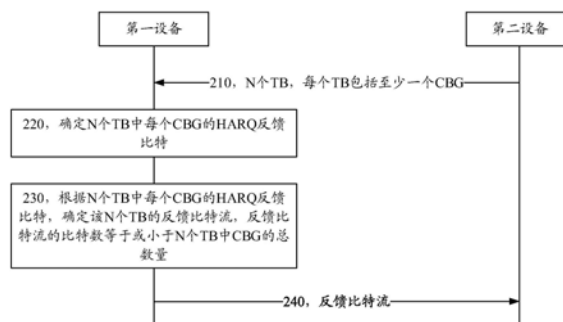 第一设备
第二设备
210，N个TB，每个TB包括至少一个CBG
220，确定N个TB中每个CBG的HARQ反馈
比特
230，根据N个TB中每个CBG的HARQ反馈
比特，确定该N个TB的反馈比特流，反馈比
特流的比特数等于或小于N个TB中CBG的总
数量
240，反馈比特流